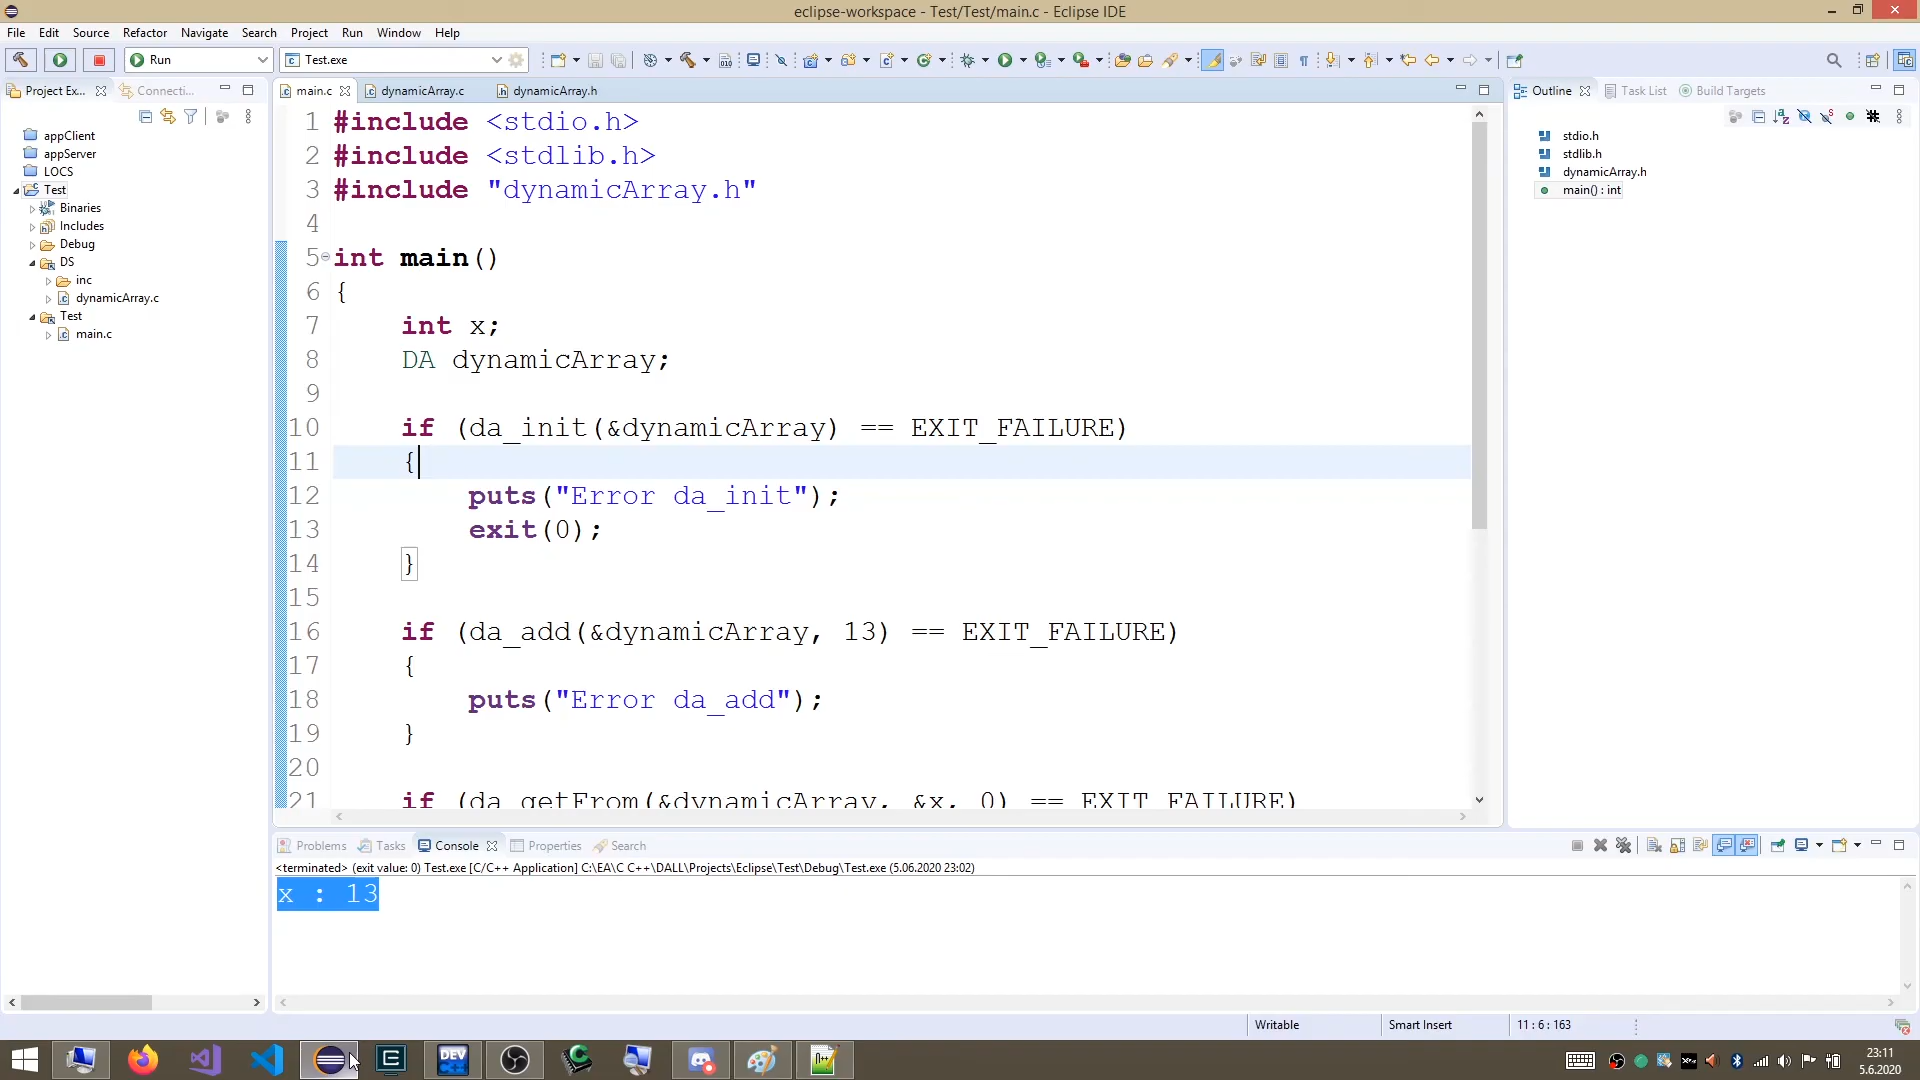 eclipse-workspace - Test/Test/main.c - Eclipse IDE
File Edit Source Refactor Navigate Search Project Run Window Help
Run
Test.exe
Project Ex...
Connecti...
appClient
appServer
LOCS
Test
Binaries
Includes
Debug
DS
inc
dynamicArray.c
Test
main.c
main.c dynamicArray.c dynamicArray.h
1 #include <stdio.h>
2 #include <stdlib.h>
3 #include "dynamicArray.h"
4
5 int main()
6 {
7 int x;
8 DA dynamicArray;
9
10 if (da_init(&dynamicArray) == EXIT_FAILURE)
11 {
12 puts("Error da_init");
13 exit(0);
14 }
15
16 if (da_add(&dynamicArray, 13) == EXIT_FAILURE)
17 {
18 puts("Error da_add");
19 }
20
21 if (da_getFrom(&dynamicArray, &x, 0) == EXIT_FAILURE)
Outline Task List Build Targets
stdio.h
stdlib.h
dynamicArray.h
main() : int
Problems Tasks Console Properties Search
<terminated> (exit value: 0) Test.exe [C/C++ Application] C:\EA\C C++\DALL\Projects\Eclipse\Test\Debug\Test.exe (5.06.2020 23:02)
x : 13
Writable Smart Insert 11 : 6 : 163
DEV
23:11
5.6.2020